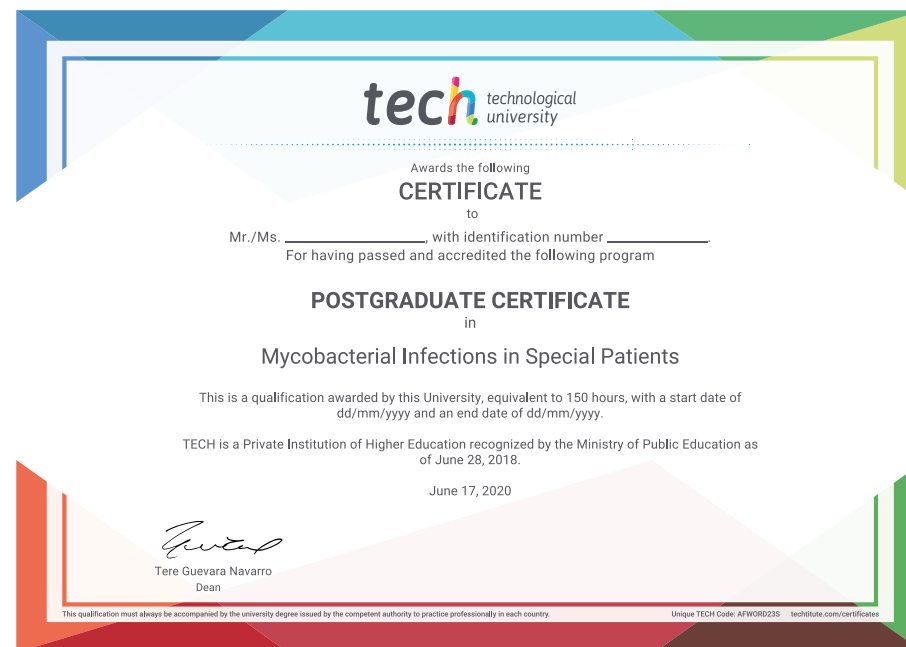 tech technological
university
Awards the following
CERTIFICATE
to
Mr./Ms. ____________________, with identification number ______________.
For having passed and accredited the following program
POSTGRADUATE CERTIFICATE
in
Mycobacterial Infections in Special Patients
This is a qualification awarded by this University, equivalent to 150 hours, with a start date of
dd/mm/yyyy and an end date of dd/mm/yyyy.
TECH is a Private Institution of Higher Education recognized by the Ministry of Public Education as
of June 28, 2018.
June 17, 2020
Tere Guevara Navarro
Dean
This qualification must always be accompanied by the university degree issued by the competent authority to practice professionally in each country. Unique TECH Code: AFWORD23S techtitute.com/certificates